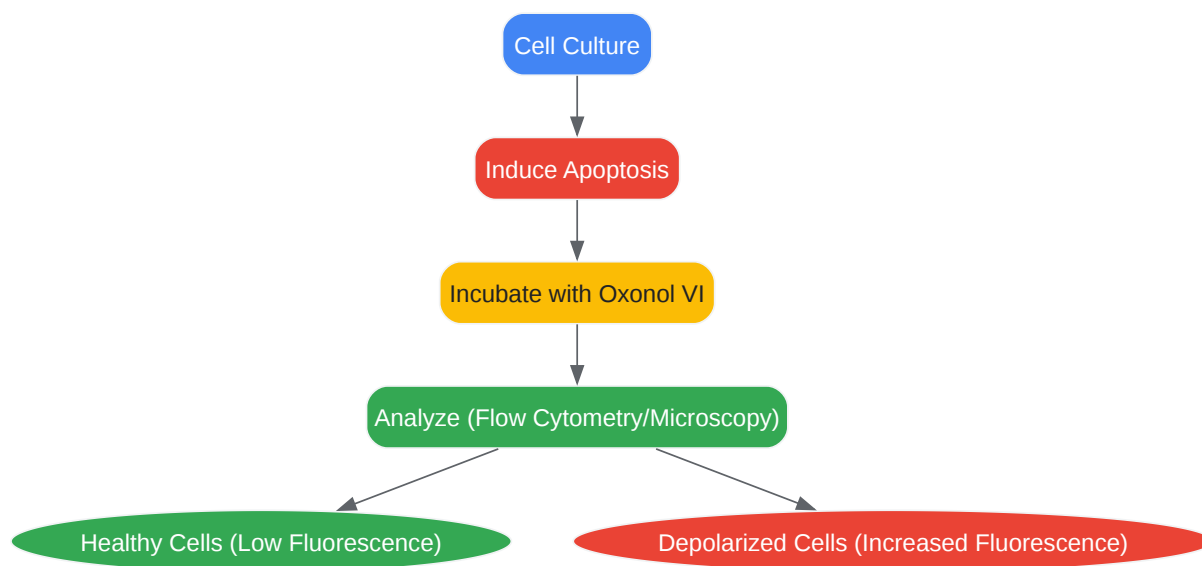 Cell Culture
Induce Apoptosis
Incubate with Oxonol VI
Analyze (Flow Cytometry/Microscopy)
Healthy Cells (Low Fluorescence)
Depolarized Cells (Increased Fluorescence)